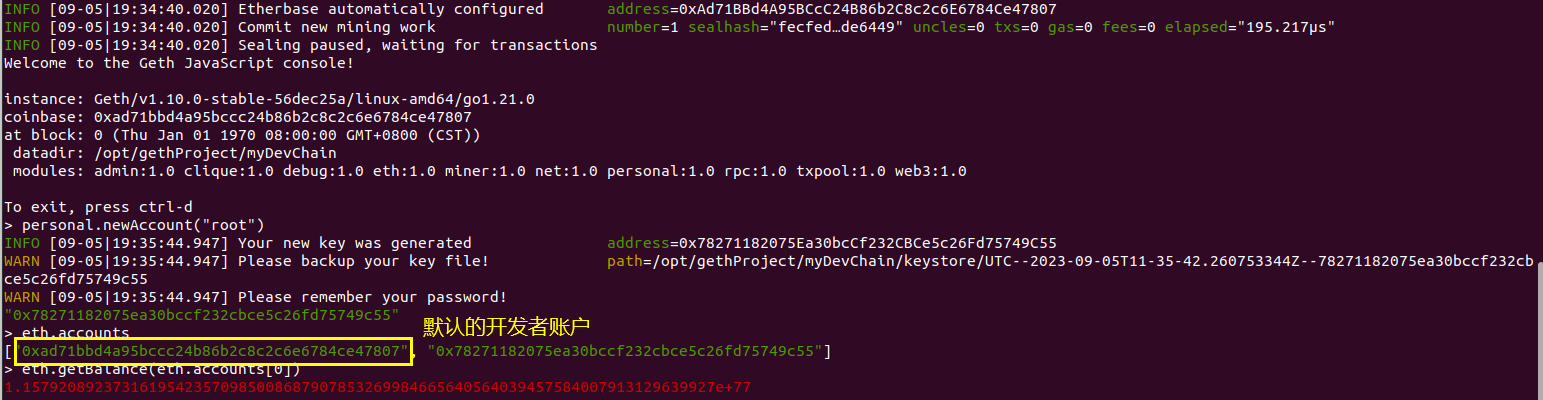 INFO [09-05|19:34:40.020] Etherbase automatically configured address=0xAd71BBd4A95BCcC24B86b2C8c2c6E6784Ce47807
INFO [09-05|19:34:40.020] Commit new mining work number=1 sealhash="fecfed…de6449" uncles=0 txs=0 gas=0 fees=0 elapsed="195.217µs"
INFO [09-05|19:34:40.020] Sealing paused, waiting for transactions
Welcome to the Geth JavaScript console!
instance: Geth/v1.10.0-stable-56dec25a/linux-amd64/go1.21.0
coinbase: 0xad71bbd4a95bccc24b86b2c8c2c6e6784ce47807
at block: 0 (Thu Jan 01 1970 08:00:00 GMT+0800 (CST))
datadir: /opt/gethProject/myDevChain
modules: admin:1.0 clique:1.0 debug:1.0 eth:1.0 miner:1.0 net:1.0 personal:1.0 rpc:1.0 txpool:1.0 web3:1.0
To exit, press ctrl-d
> personal.newAccount("root")
INFO [09-05|19:35:44.947] Your new key was generated address=0x78271182075Ea30bcCf232CBCe5c26Fd75749C55
WARN [09-05|19:35:44.947] Please backup your key file! path=/opt/gethProject/myDevChain/keystore/UTC--2023-09-05T11-35-42.260753344Z--78271182075ea30bccf232cb
ce5c26fd75749c55
WARN [09-05|19:35:44.947] Please remember your password!
"0x78271182075ea30bccf232cbce5c26fd75749c55"
> eth.accounts
默认的开发者账户
["0xad71bbd4a95bccc24b86b2c8c2c6e6784ce47807", "0x78271182075ea30bccf232cbce5c26fd75749c55"]
> eth.getBalance(eth.accounts[0])
1.15792089237316195423570985008687907853269984665640564039457584007913129639927e+77